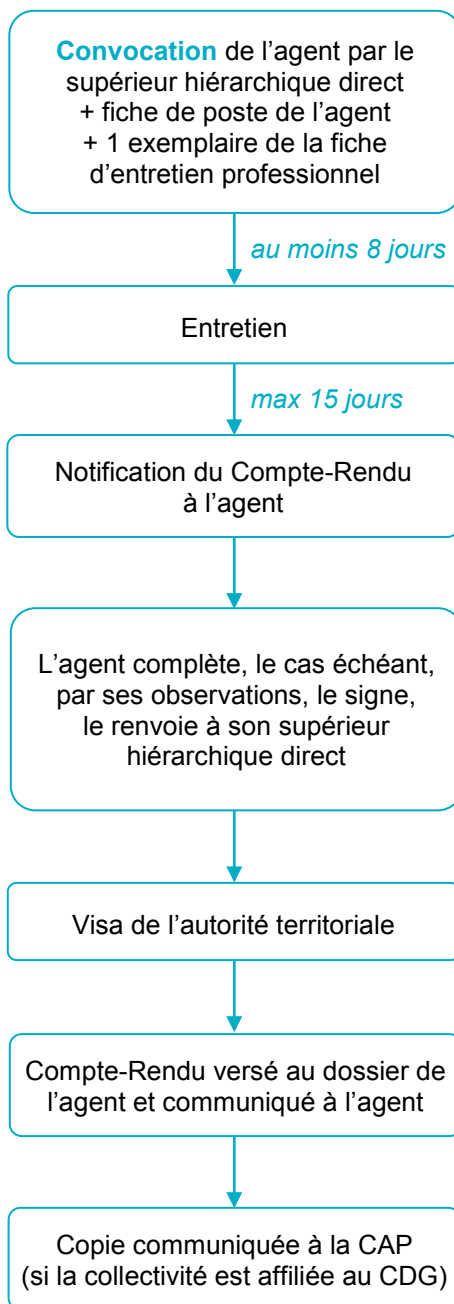 Convocation de l’agent par le
supérieur hiérarchique direct
+ fiche de poste de l’agent
+ 1 exemplaire de la fiche
d’entretien professionnel
au moins 8 jours
Entretien
max 15 jours
Notification du Compte-Rendu
à l’agent
L’agent complète, le cas échéant,
par ses observations, le signe,
le renvoie à son supérieur
hiérarchique direct
Visa de l’autorité territoriale
Compte-Rendu versé au dossier de
l’agent et communiqué à l’agent
Copie communiquée à la CAP
(si la collectivité est affiliée au CDG)